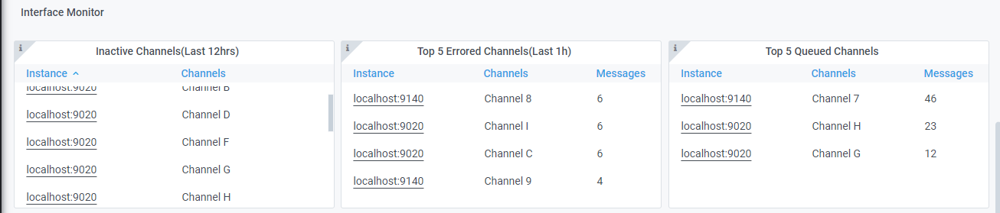 Interface Monitor
i Inactive Channels(Last 12hrs)
Instance Channels
localhost:9020 Channel B
localhost:9020 Channel D
localhost:9020 Channel F
localhost:9020 Channel G
localhost:9020 Channel H
i Top 5 Errored Channels(Last 1h)
Instance Channels Messages
localhost:9140 Channel 8 6
localhost:9020 Channel I 6
localhost:9020 Channel C 6
localhost:9140 Channel 9 4
i Top 5 Queued Channels
Instance Channels Messages
localhost:9140 Channel 7 46
localhost:9020 Channel H 23
localhost:9020 Channel G 12